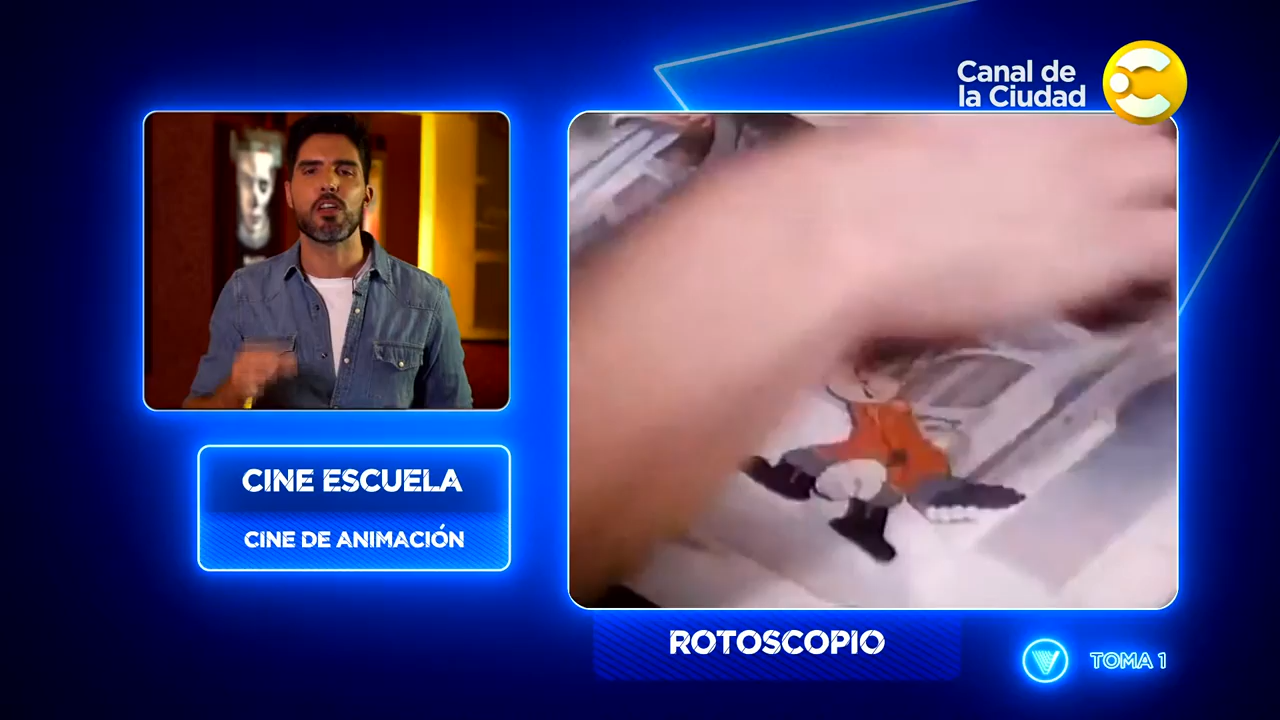 Canal de
la Ciudad
CINE ESCUELA
CINE DE ANIMACIÓN
ROTOSCOPIO
TOMA 1